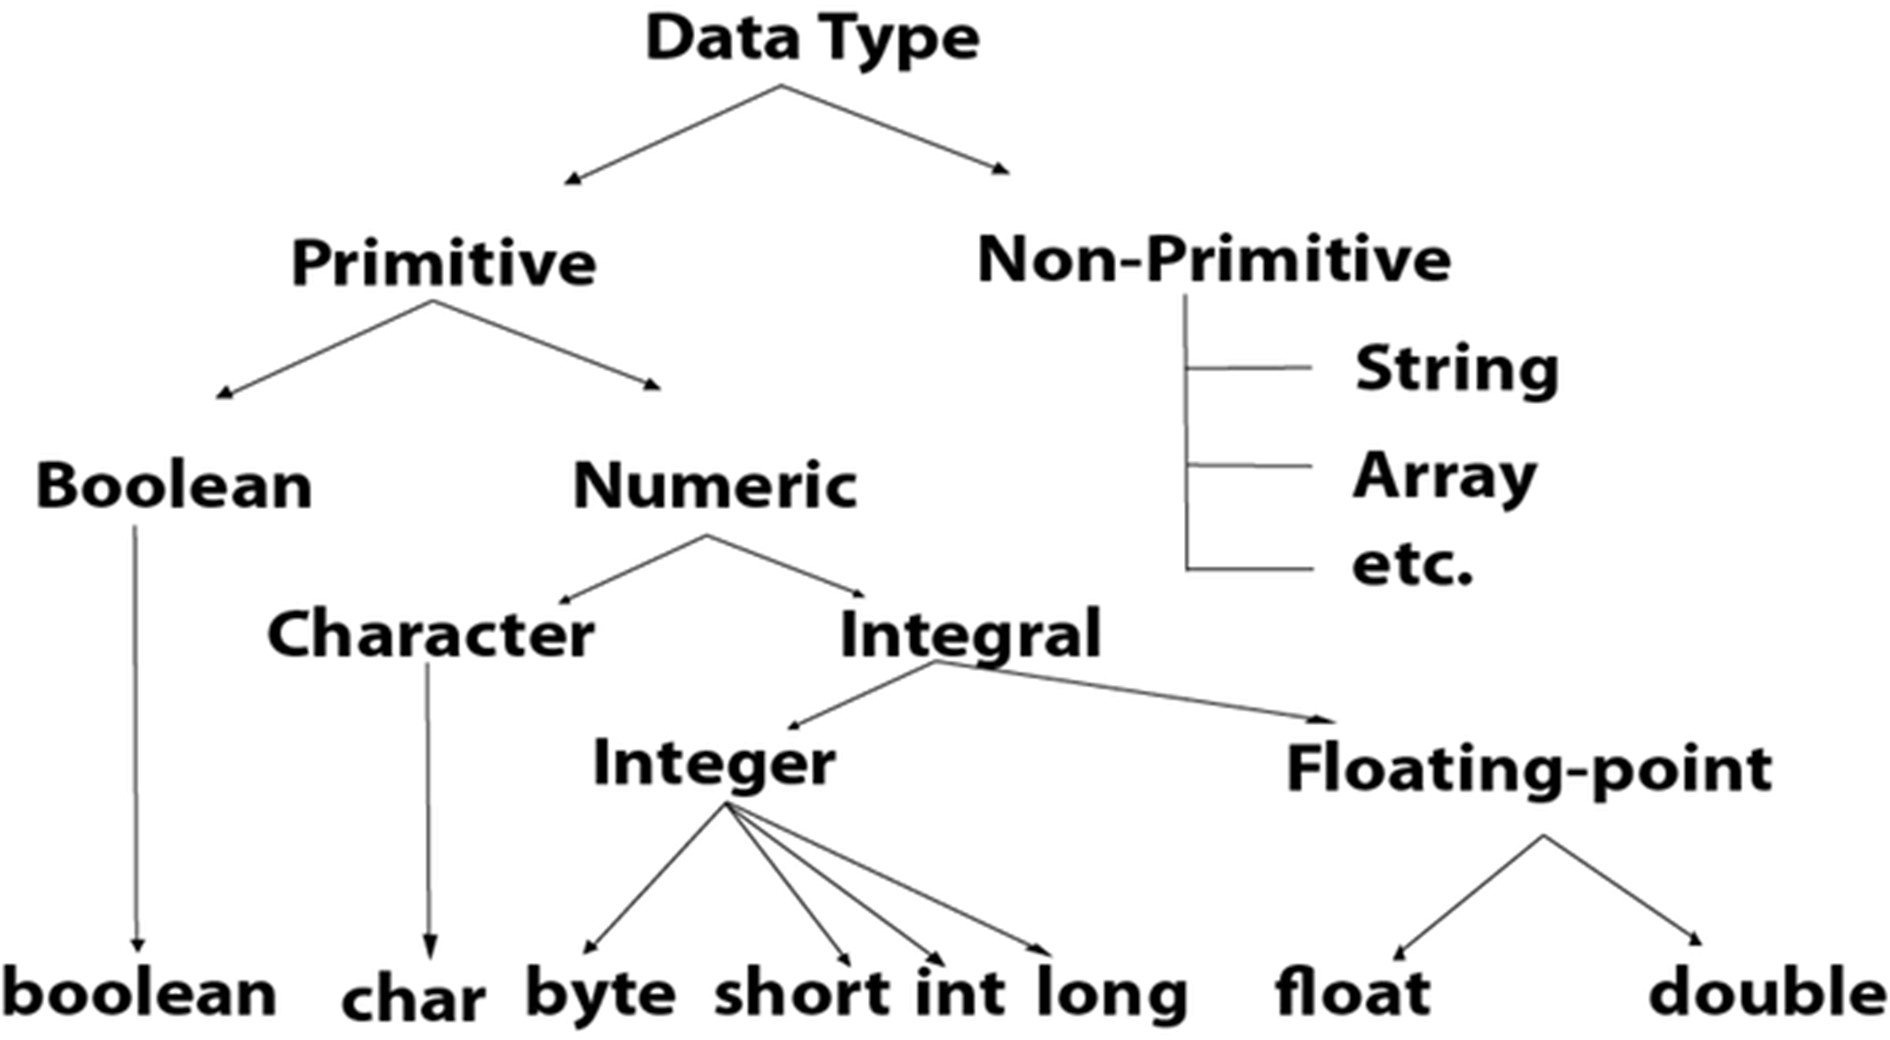 Data Type
Primitive
Non-Primitive
String
Array
etc.
Boolean
Numeric
Character
Integral
Integer
Floating-point
boolean
char
byte
short
int
long
float
double